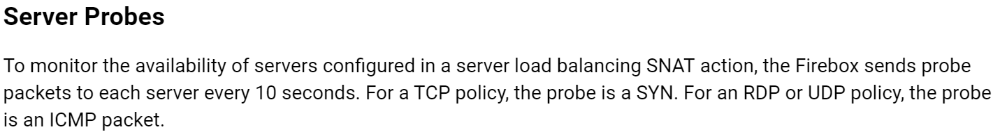 Server Probes
To monitor the availability of servers configured in a server load balancing SNAT action, the Firebox sends probe
packets to each server every 10 seconds. For a TCP policy, the probe is a SYN. For an RDP or UDP policy, the probe
is an ICMP packet.